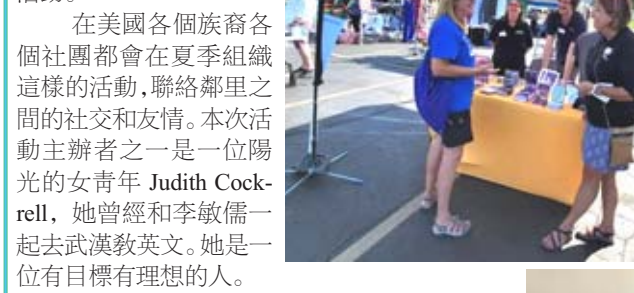 在美國各個族裔各
個社團都會在夏季組織
這樣的活動，聯絡鄰里之
間的社交和友情。本次活
動主辦者之一是一位陽
光的女靑年 Judith Cock-
rell，她曾經和李敏儒一
起去武漢敎英文。她是一
位有目標有理想的人。